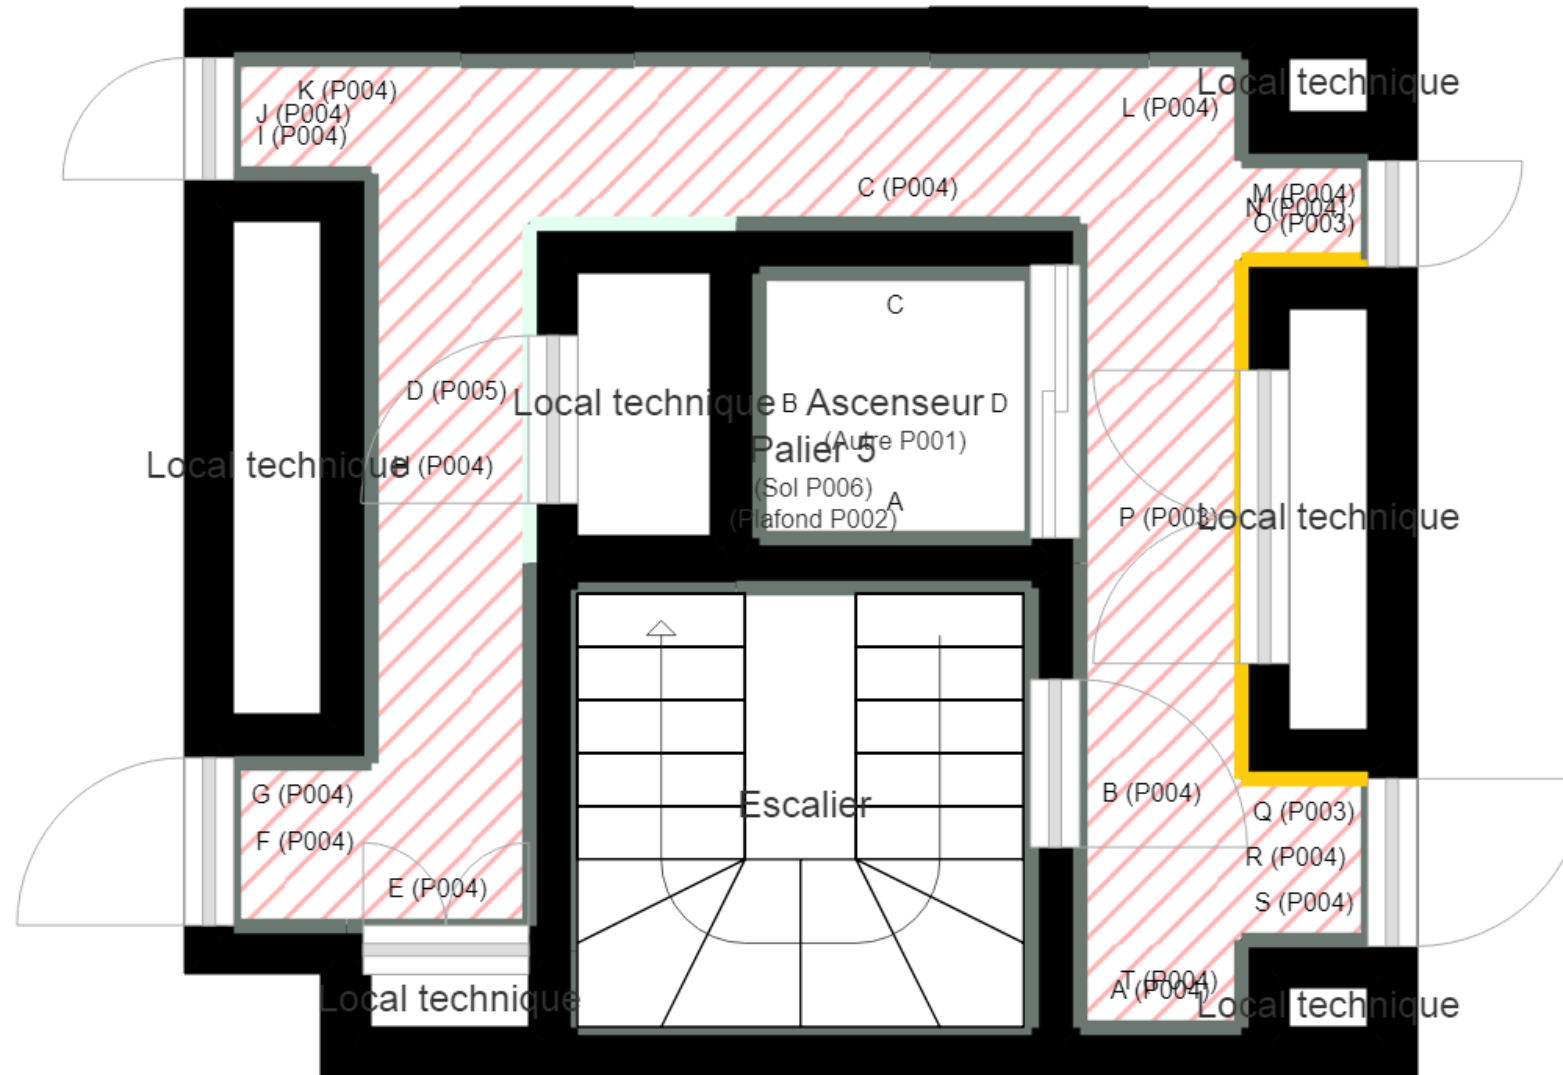 Local technique
K (P004)
J (P004)
I (P004)
L (P004)
C (P004)
M (P004)
N (P004)
O (P003)
C
D (P005)
Local technique
B
Ascenseur
D
(Autre P001)
Palier 5
Local technique
H (P004)
(Sol P006)
A
(Plafond P002)
P (P003)
Local technique
G (P004)
F (P004)
E (P004)
Escalier
B (P004)
Q (P003)
R (P004)
S (P004)
T (P004)
A (P004)
Local technique
Local technique